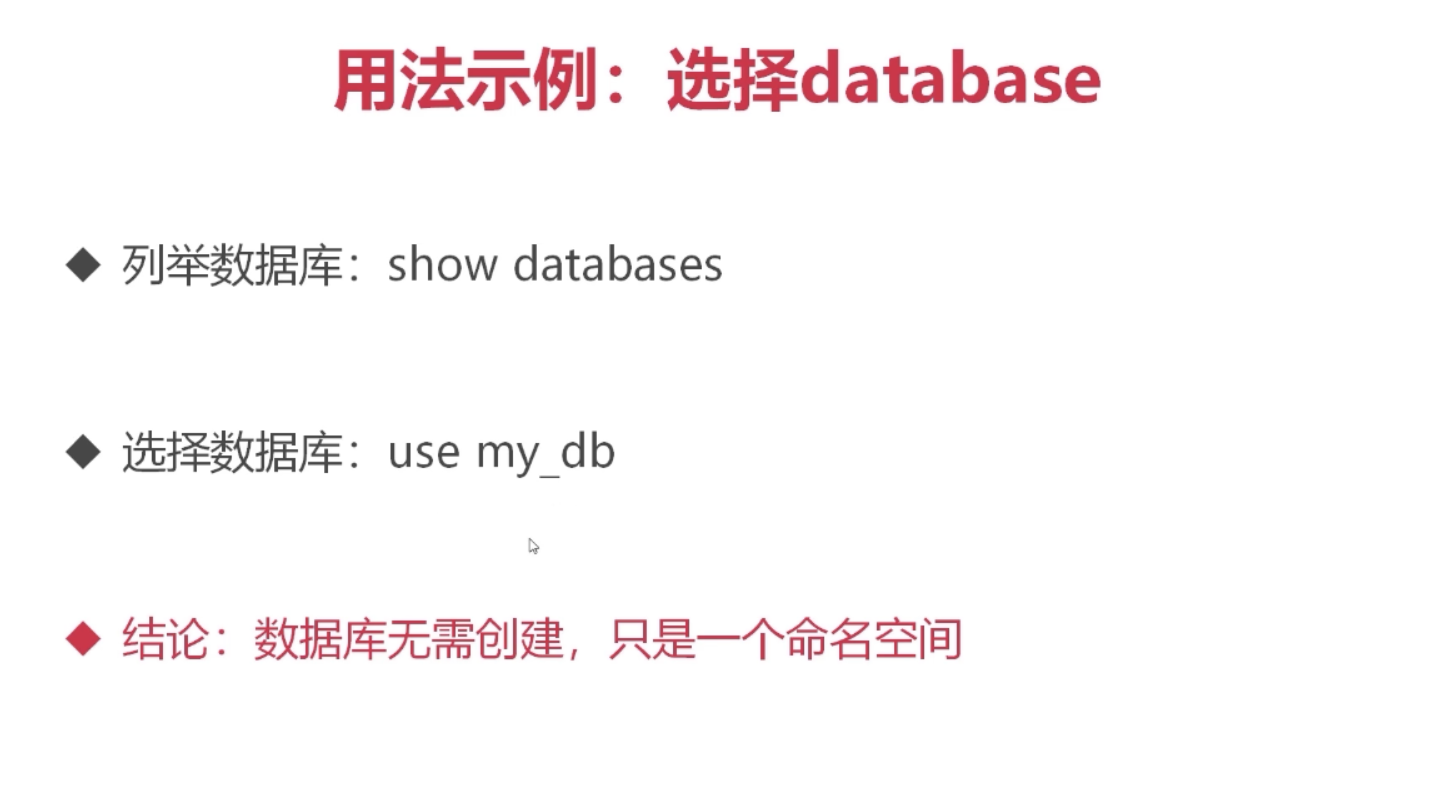 用法示例：选择database
◆ 列举数据库：show databases
◆ 选择数据库：use my_db
◆ 结论：数据库无需创建，只是一个命名空间